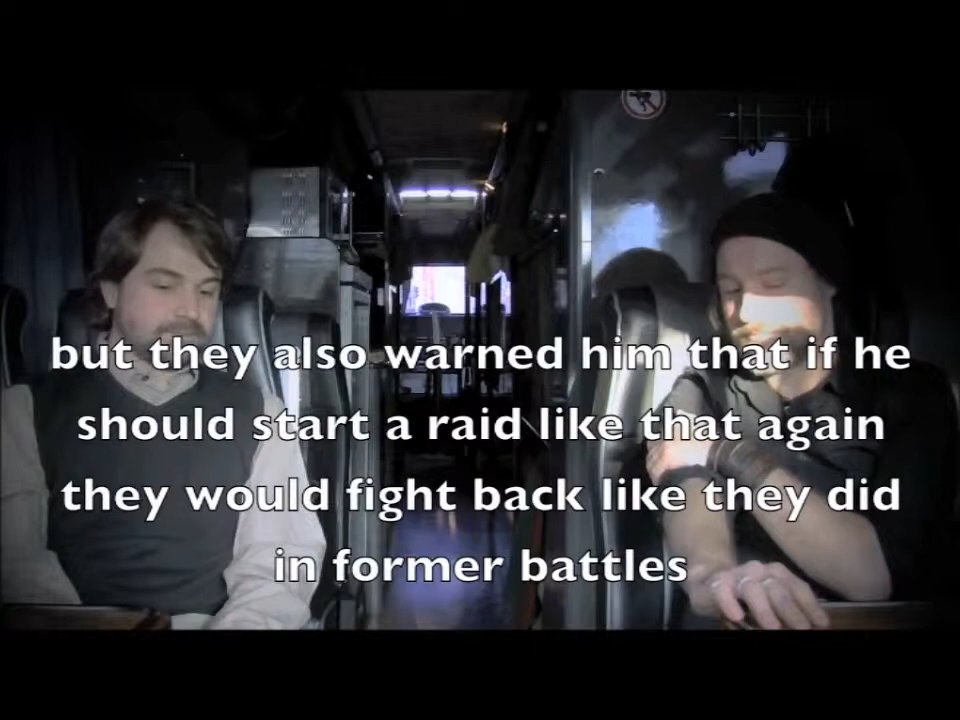 but they also warned him that if he
should start a raid like that again
they would fight back like they did
in former battles